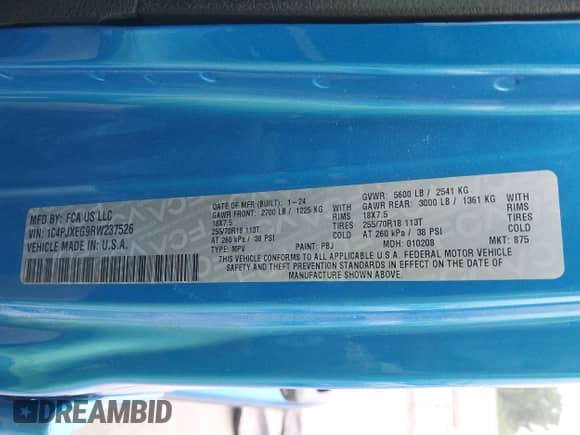 MFD BY: FCA US LLC
VIN: 1C4PJXEG9RW237526
VEHICLE MADE IN U.S.A.
DATE OF MFR (BUILT): 1-24
GAWR FRONT: 2700 LB / 1225 KG
18X7.5
255/70R18 113T
AT 260 kPa / 38 PSI
TYPE: MPV
WITH
RIMS
TIRES
COLD
GVWR: 5600 LB / 2541 KG
GAWR REAR: 3000 LB / 1361 KG
18X7.5
255/70R18 113T
AT 260 kPa / 38 PSI
WITH
RIMS
TIRES
COLD
PAINT: PBJ
MDH: 010208
MKT: 875
THIS VEHICLE CONFORMS TO ALL APPLICABLE U.S.A. FEDERAL MOTOR VEHICLE
SAFETY AND THEFT PREVENTION STANDARDS IN EFFECT ON THE DATE OF
MANUFACTURE SHOWN ABOVE.
DREAMBID